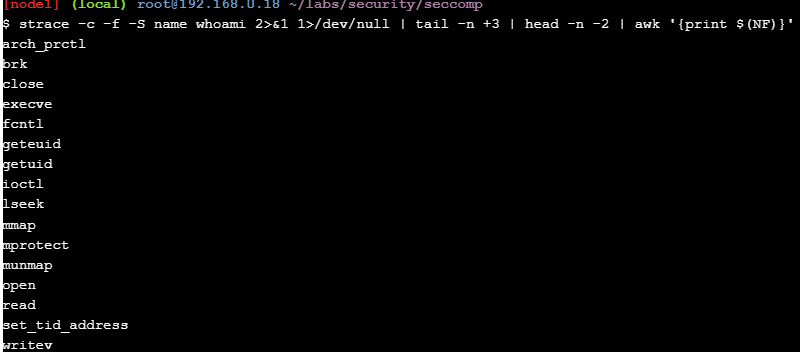 [node1] (local) root@192.168.0.18 ~/labs/security/seccomp
$ strace -c -f -S name whoami 2>&1 1>/dev/null | tail -n +3 | head -n -2 | awk '{print $(NF)}'
arch_prctl
brk
close
execve
fcntl
geteuid
getuid
ioctl
lseek
mmap
mprotect
munmap
open
read
set_tid_address
writev